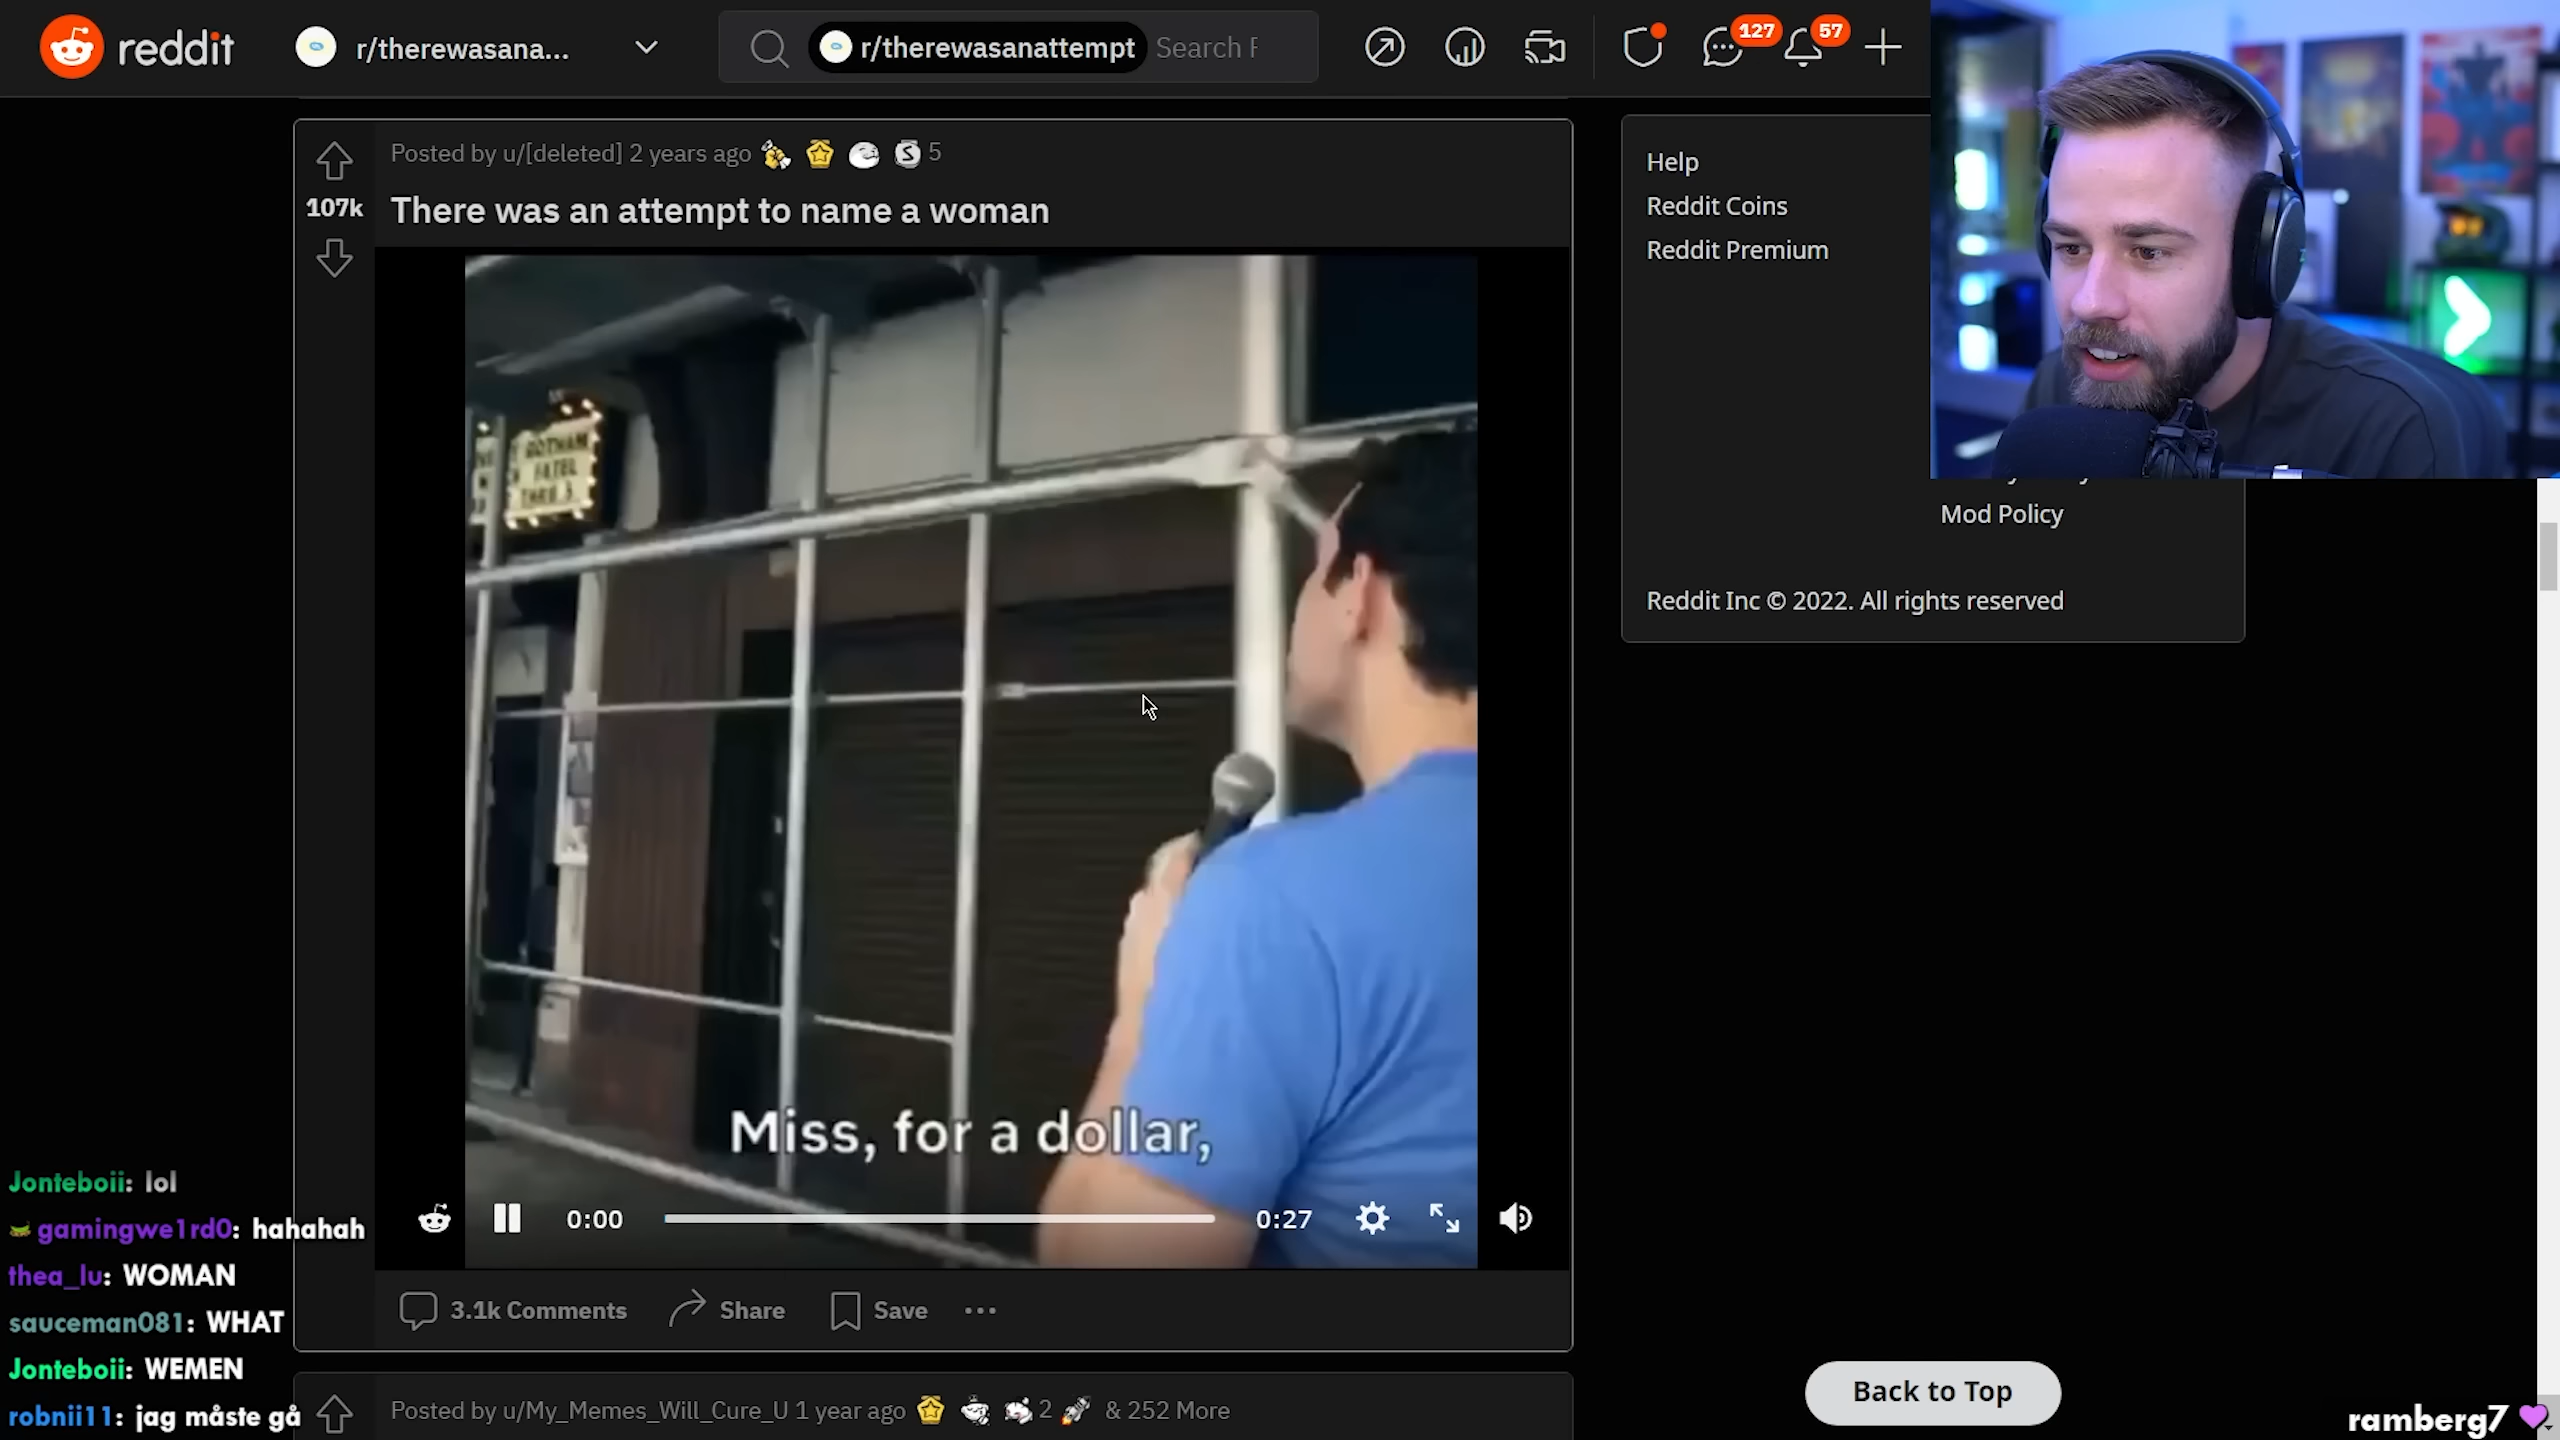 reddit
r/therewasana...
r/therewasanattempt
Search
127
57
Posted by u/[deleted] 2 years ago
5
107k
There was an attempt to name a woman
GOTHAM
Miss, for a dollar,
0:00
0:27
3.1k Comments
Share
Save
Posted by u/My_Memes_Will_Cure_U 1 year ago
2
& 252 More
Help
Reddit Coins
Reddit Premium
Mod Policy
Reddit Inc © 2022. All rights reserved
Back to Top
Jonteboii: lol
gamingwe1rd0: hahahah
thea_lu: WOMAN
sauceman081: WHAT
Jonteboii: WEMEN
robnii11: jag måste gå
ramberg7